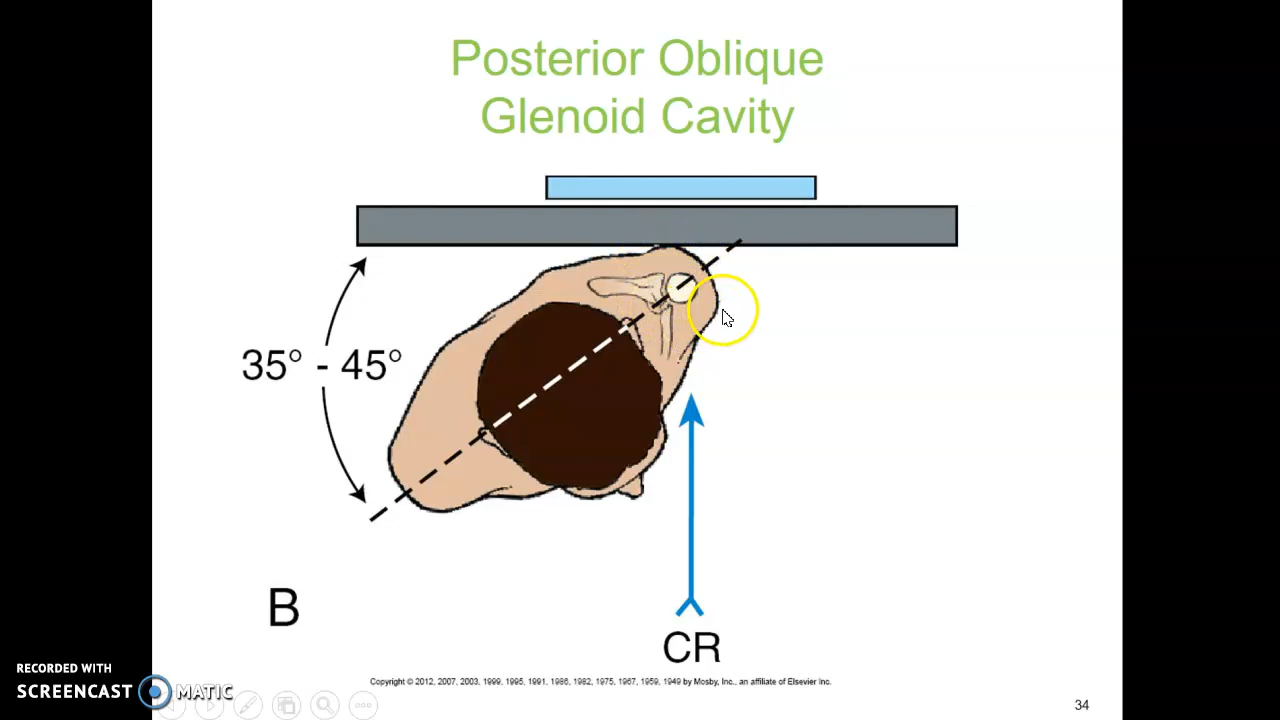 Posterior Oblique
Glenoid Cavity
35° - 45°
B
CR
RECORDED WITH
SCREENCAST MATIC
Copyright © 2012, 2007, 2003, 1999, 1995, 1991, 1986, 1982, 1975, 1967, 1959, 1949 by Mosby, Inc., an affiliate of Elsevier Inc.
34